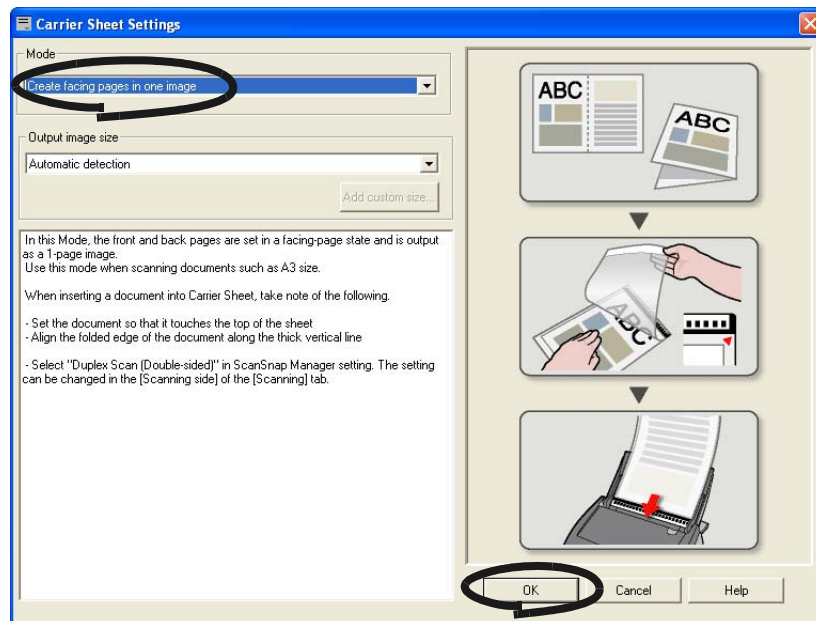 Carrier Sheet Settings
Mode
Create facing pages in one image
Output image size
Automatic detection
Add custom size...
In this Mode, the front and back pages are set in a facing-page state and is output
as a 1-page image.
Use this mode when scanning documents such as A3 size.
When inserting a document into Carrier Sheet, take note of the following.
- Set the document so that it touches the top of the sheet
- Align the folded edge of the document along the thick vertical line
- Select "Duplex Scan (Double-sided)" in ScanSnap Manager setting. The setting
can be changed in the [Scanning side] of the [Scanning] tab.
ABC
ABC
ABC
OK
Cancel
Help